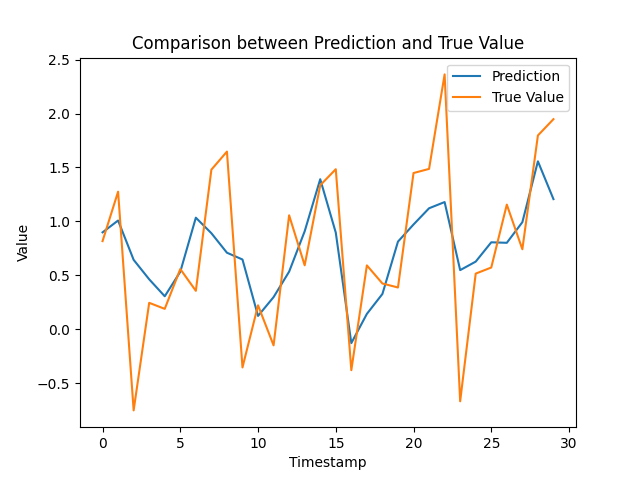 Comparison between Prediction and True Value
Prediction
True Value
2.5
2.0
1.5
1.0
0.5
0.0
−0.5
Value
0 5 10 15 20 25 30
Timestamp